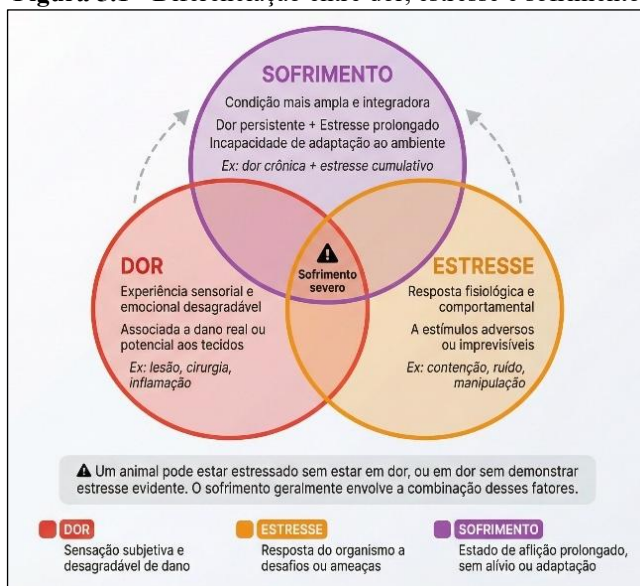 Figura 3.1 - Diferenciação entre dor, estresse e sofrimento
SOFRIMENTO
Condição mais ampla e integradora
Dor persistente + Estresse prolongado
Incapacidade de adaptação ao ambiente
Ex: dor crônica + estresse cumulativo
DOR
Experiência sensorial e
emocional desagradável
Associada a dano real ou
potencial aos tecidos
Ex: lesão, cirurgia,
inflamação
Sofrimento
severo
ESTRESSE
Resposta fisiológica e
comportamental
A estímulos adversos
ou imprevisíveis
Ex: contenção, ruído,
manipulação
Um animal pode estar estressado sem estar em dor, ou em dor sem demonstrar
estresse evidente. O sofrimento geralmente envolve a combinação desses fatores.
DOR
Sensação subjetiva e
desagradável de dano
ESTRESSE
Resposta do organismo a
desafios ou ameaças
SOFRIMENTO
Estado de aflição prolongado,
sem alívio ou adaptação